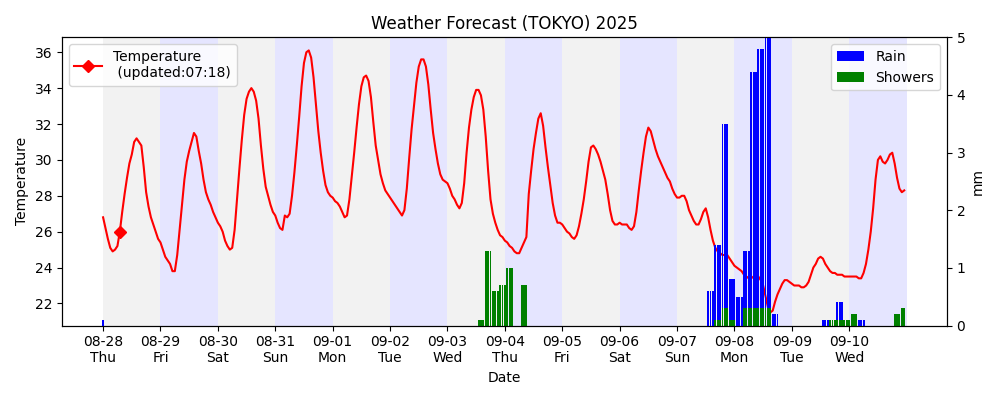 Weather Forecast (TOKYO) 2025
Temperature
(updated:07:18)
Rain
Showers
36
34
32
30
28
26
24
22
Temperature
5
4
3
2
1
0
mm
08-28 08-29 08-30 08-31 09-01 09-02 09-03 09-04 09-05 09-06 09-07 09-08 09-09 09-10
Thu Fri Sat Sun Mon Tue Wed Thu Fri Sat Sun Mon Tue Wed
Date